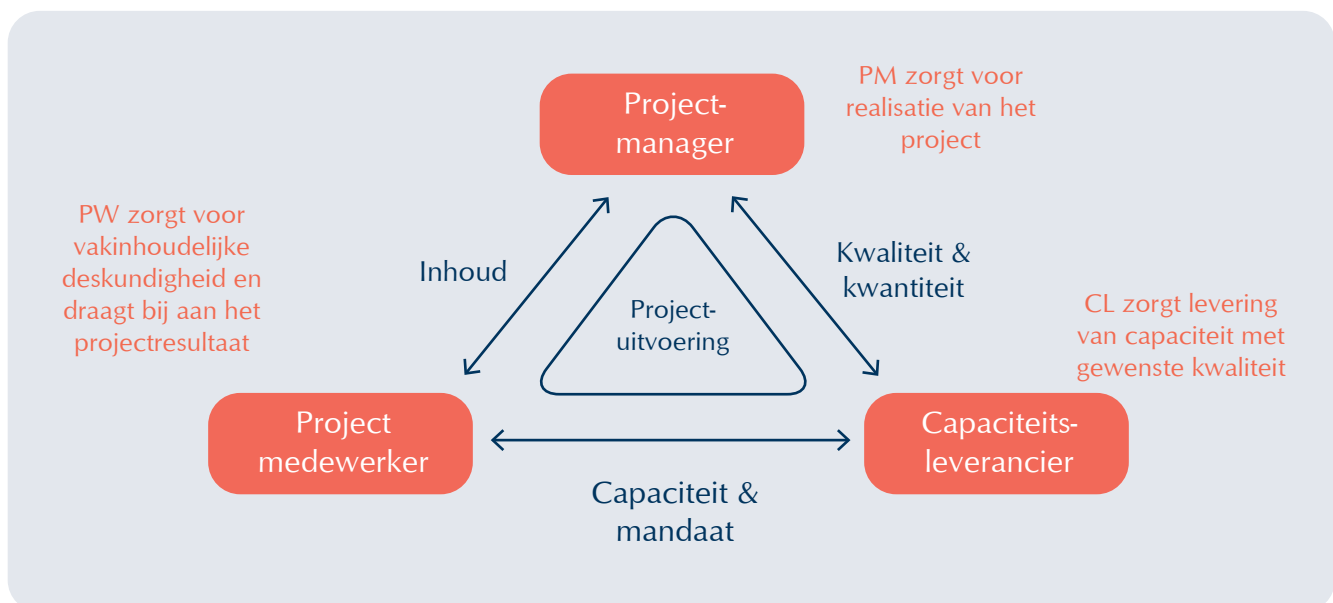 Project-
manager
PM zorgt voor
realisatie van het
project
PW zorgt voor
vakinhoudelijke
deskundigheid en
draagt bij aan het
projectresultaat
Inhoud
Kwaliteit &
kwantiteit
Project-
uitvoering
CL zorgt levering
van capaciteit met
gewenste kwaliteit
Project
medewerker
Capaciteits-
leverancier
Capaciteit &
mandaat